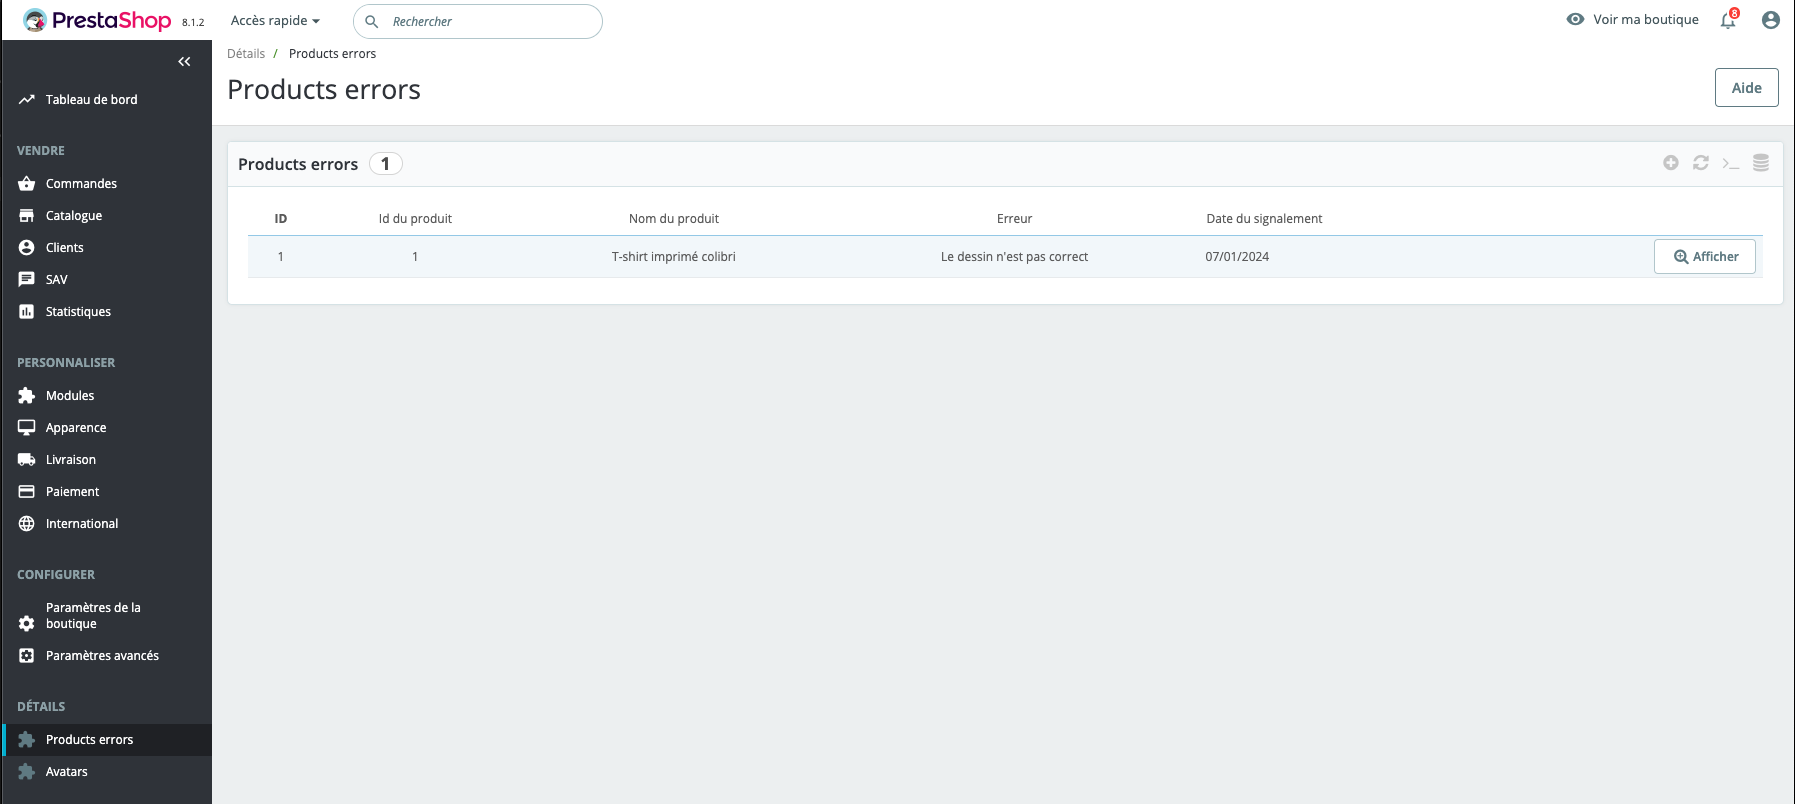 PrestaShop 8.1.2 Accès rapide Rechercher Voir ma boutique 8
Détails / Products errors
Products errors
Aide
Tableau de bord
VENDRE
Commandes
Catalogue
Clients
SAV
Statistiques
PERSONNALISER
Modules
Apparence
Livraison
Paiement
International
CONFIGURER
Paramètres de la
boutique
Paramètres avancés
DÉTAILS
Products errors
Avatars
Products errors 1
ID Id du produit Nom du produit Erreur Date du signalement
1 1 T-shirt imprimé colibri Le dessin n'est pas correct 07/01/2024 Afficher